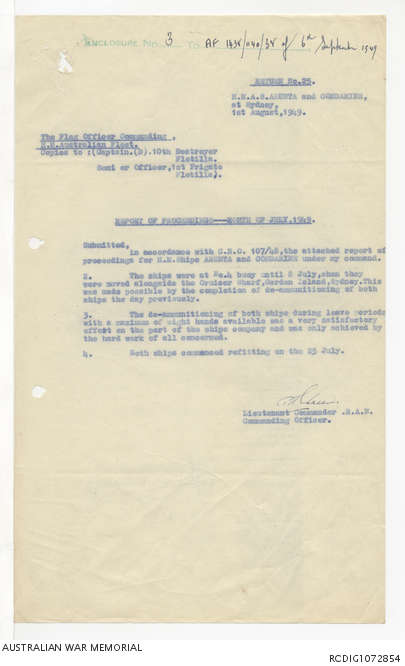 ENCLOSURE No. 3 TO AF 1438/040/38 of 6th September 1949
RETURN No.25.
H.M.A.S. ARUNTA and CONDAMINE,
at Sydney,
1st August,1949.
The Flag Officer Commanding ,
H.M.Australian Fleet.
Copies to :(Captain.(D).10th Destroyer
Flotilla.
Senior Officer,1st Frigate
Flotilla).
REPORT OF PROCEEDINGS---MONTH OF JULY.1949.
Submitted,
in accordance with C.N.O. 107/48,the attached report of
proceedings for H.M.Ships ARUNTA and CONDAMINE under my command.
2. The ships were at No.4 buoy until 8 July,when they
were moved alongside the Cruiser Wharf,Garden Island,Sydney.This
was made possible by the completion of de-ammunitioning of both
ships the day previously.
3. The de-ammunitioning of both ships during leave periods
with a maximum of eight hands available was a very satisfactory
effort on the part of the ships company and was only achieved by
the hard work of all concerned.
4. Both ships commenced refitting on the 25 July.
Lieutenant Commander .R.A.N.
Commanding Officer.
AUSTRALIAN WAR MEMORIAL
RCDIG1072854